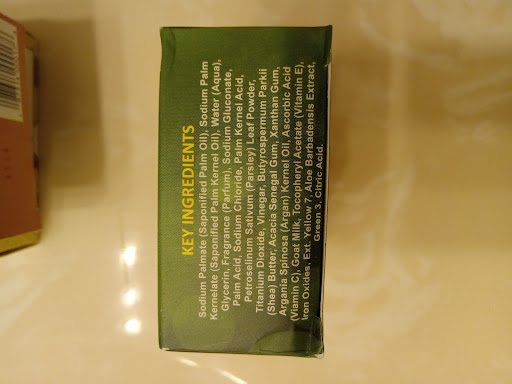 KEY INGREDIENTS
Sodium Palmate (Saponified Palm Oil), Sodium Palm
Kernelate (Saponified Palm Kernel Oil), Water (Aqua),
Glycerin, Fragrance (Parfum), Sodium Gluconate,
Palm Acid, Sodium Chloride, Palm Kernel Acid,
Petroselinum Sativum (Parsley) Leaf Powder,
Titanium Dioxide, Vinegar, Butyrospermum Parkii
(Shea) Butter, Acacia Senegal Gum, Xanthan Gum,
Argania Spinosa (Argan) Kernel Oil, Ascorbic Acid
(Viamin C), Goat Milk, Tocopheryl Acetate (Vitamin E),
Iron Oxides, Ext. Yellow 7, Aloe Barbadensis Extract,
Green 3, Citric Acid.